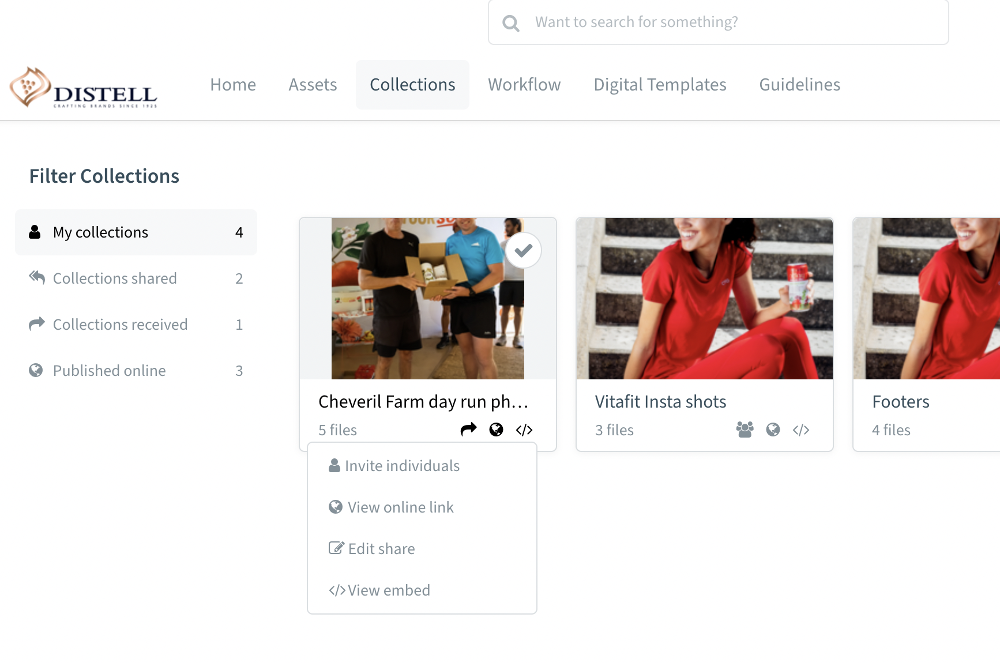 Want to search for something?
DISTELL
CRAFTING BRANDS SINCE 1925
Home
Assets
Collections
Workflow
Digital Templates
Guidelines
Filter Collections
My collections 4
Collections shared 2
Collections received 1
Published online 3
Cheveril Farm day run ph...
5 files
</>
Vitafit Insta shots
3 files
</>
Footers
4 files
Invite individuals
View online link
Edit share
</> View embed